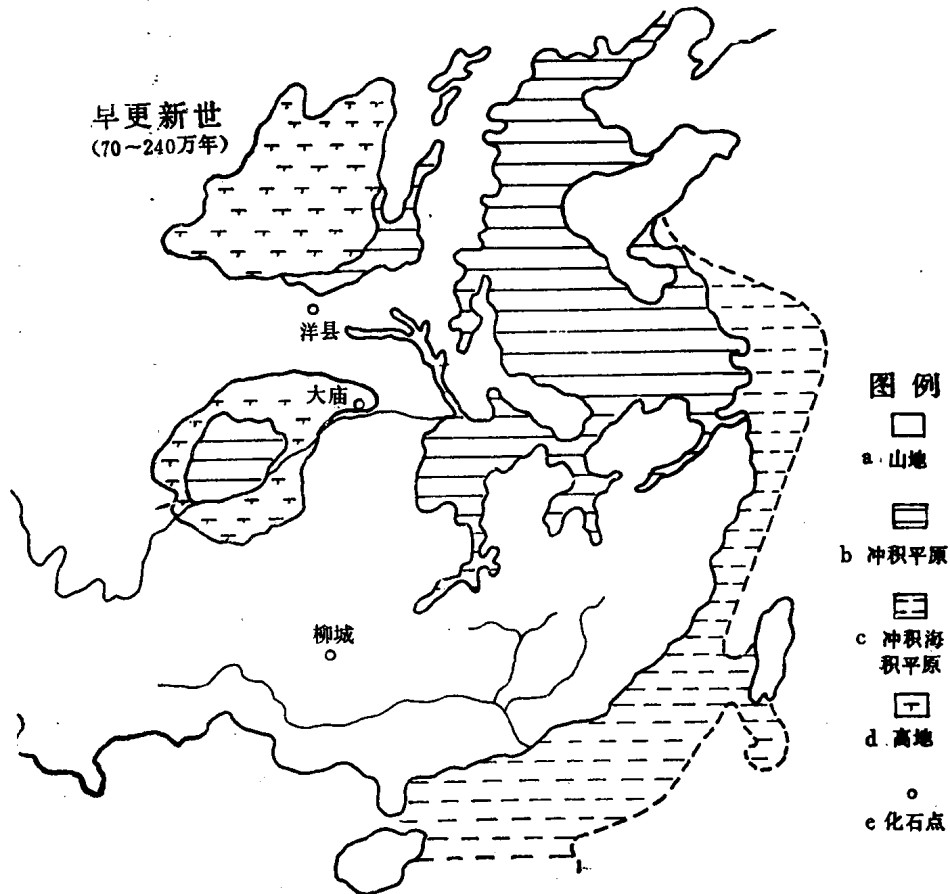 早更新世
(70～240万年)
洋县
大庙
柳城
图例
a 山地
b 冲积平原
c 冲积海
积平原
d 高地
e 化石点